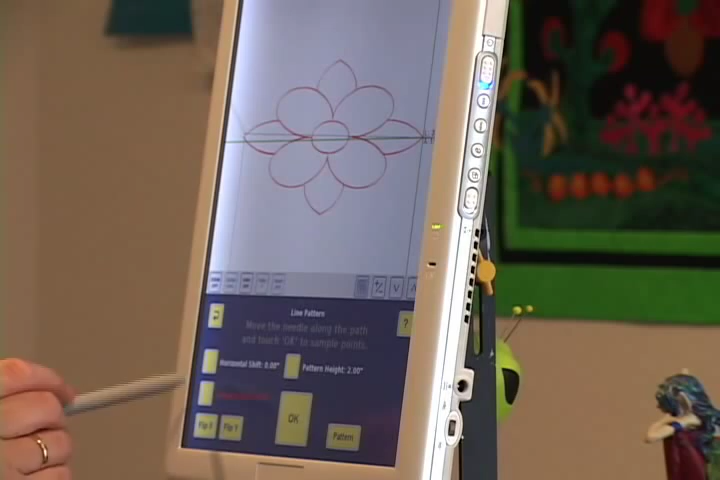 Line Pattern
Move the needle along the path
and touch 'OK' to sample points.
?
Horizontal Shift: 0.00"
Pattern Height: 2.00"
Flip X
Flip Y
OK
Pattern